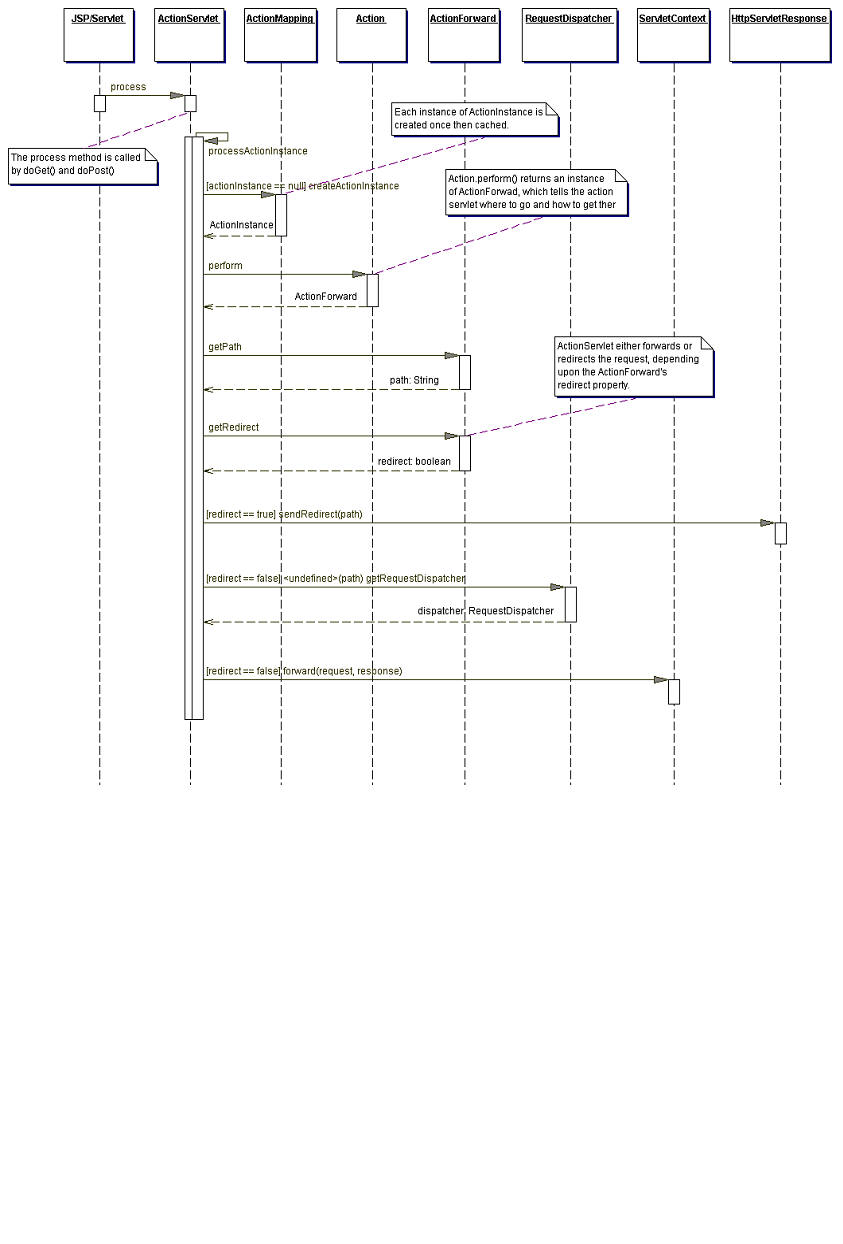 JSP/Servlet
ActionServlet
ActionMapping
Action
ActionForward
RequestDispatcher
ServletContext
HttpServletResponse
process
Each instance of ActionInstance is
created once then cached.
The process method is called
by doGet() and doPost()
processActionInstance
Action.perform() returns an instance
of ActionForwad, which tells the action
servlet where to go and how to get ther
[actionInstance == null] createActionInstance
ActionInstance
perform
ActionForward
getPath
ActionServlet either forwards or
redirects the request, depending
upon the ActionForward's
redirect property.
path: String
getRedirect
redirect: boolean
[redirect == true] sendRedirect(path)
[redirect == false] <undefined>(path) getRequestDispatcher
dispatcher: RequestDispatcher
[redirect == false] forward(request, response)